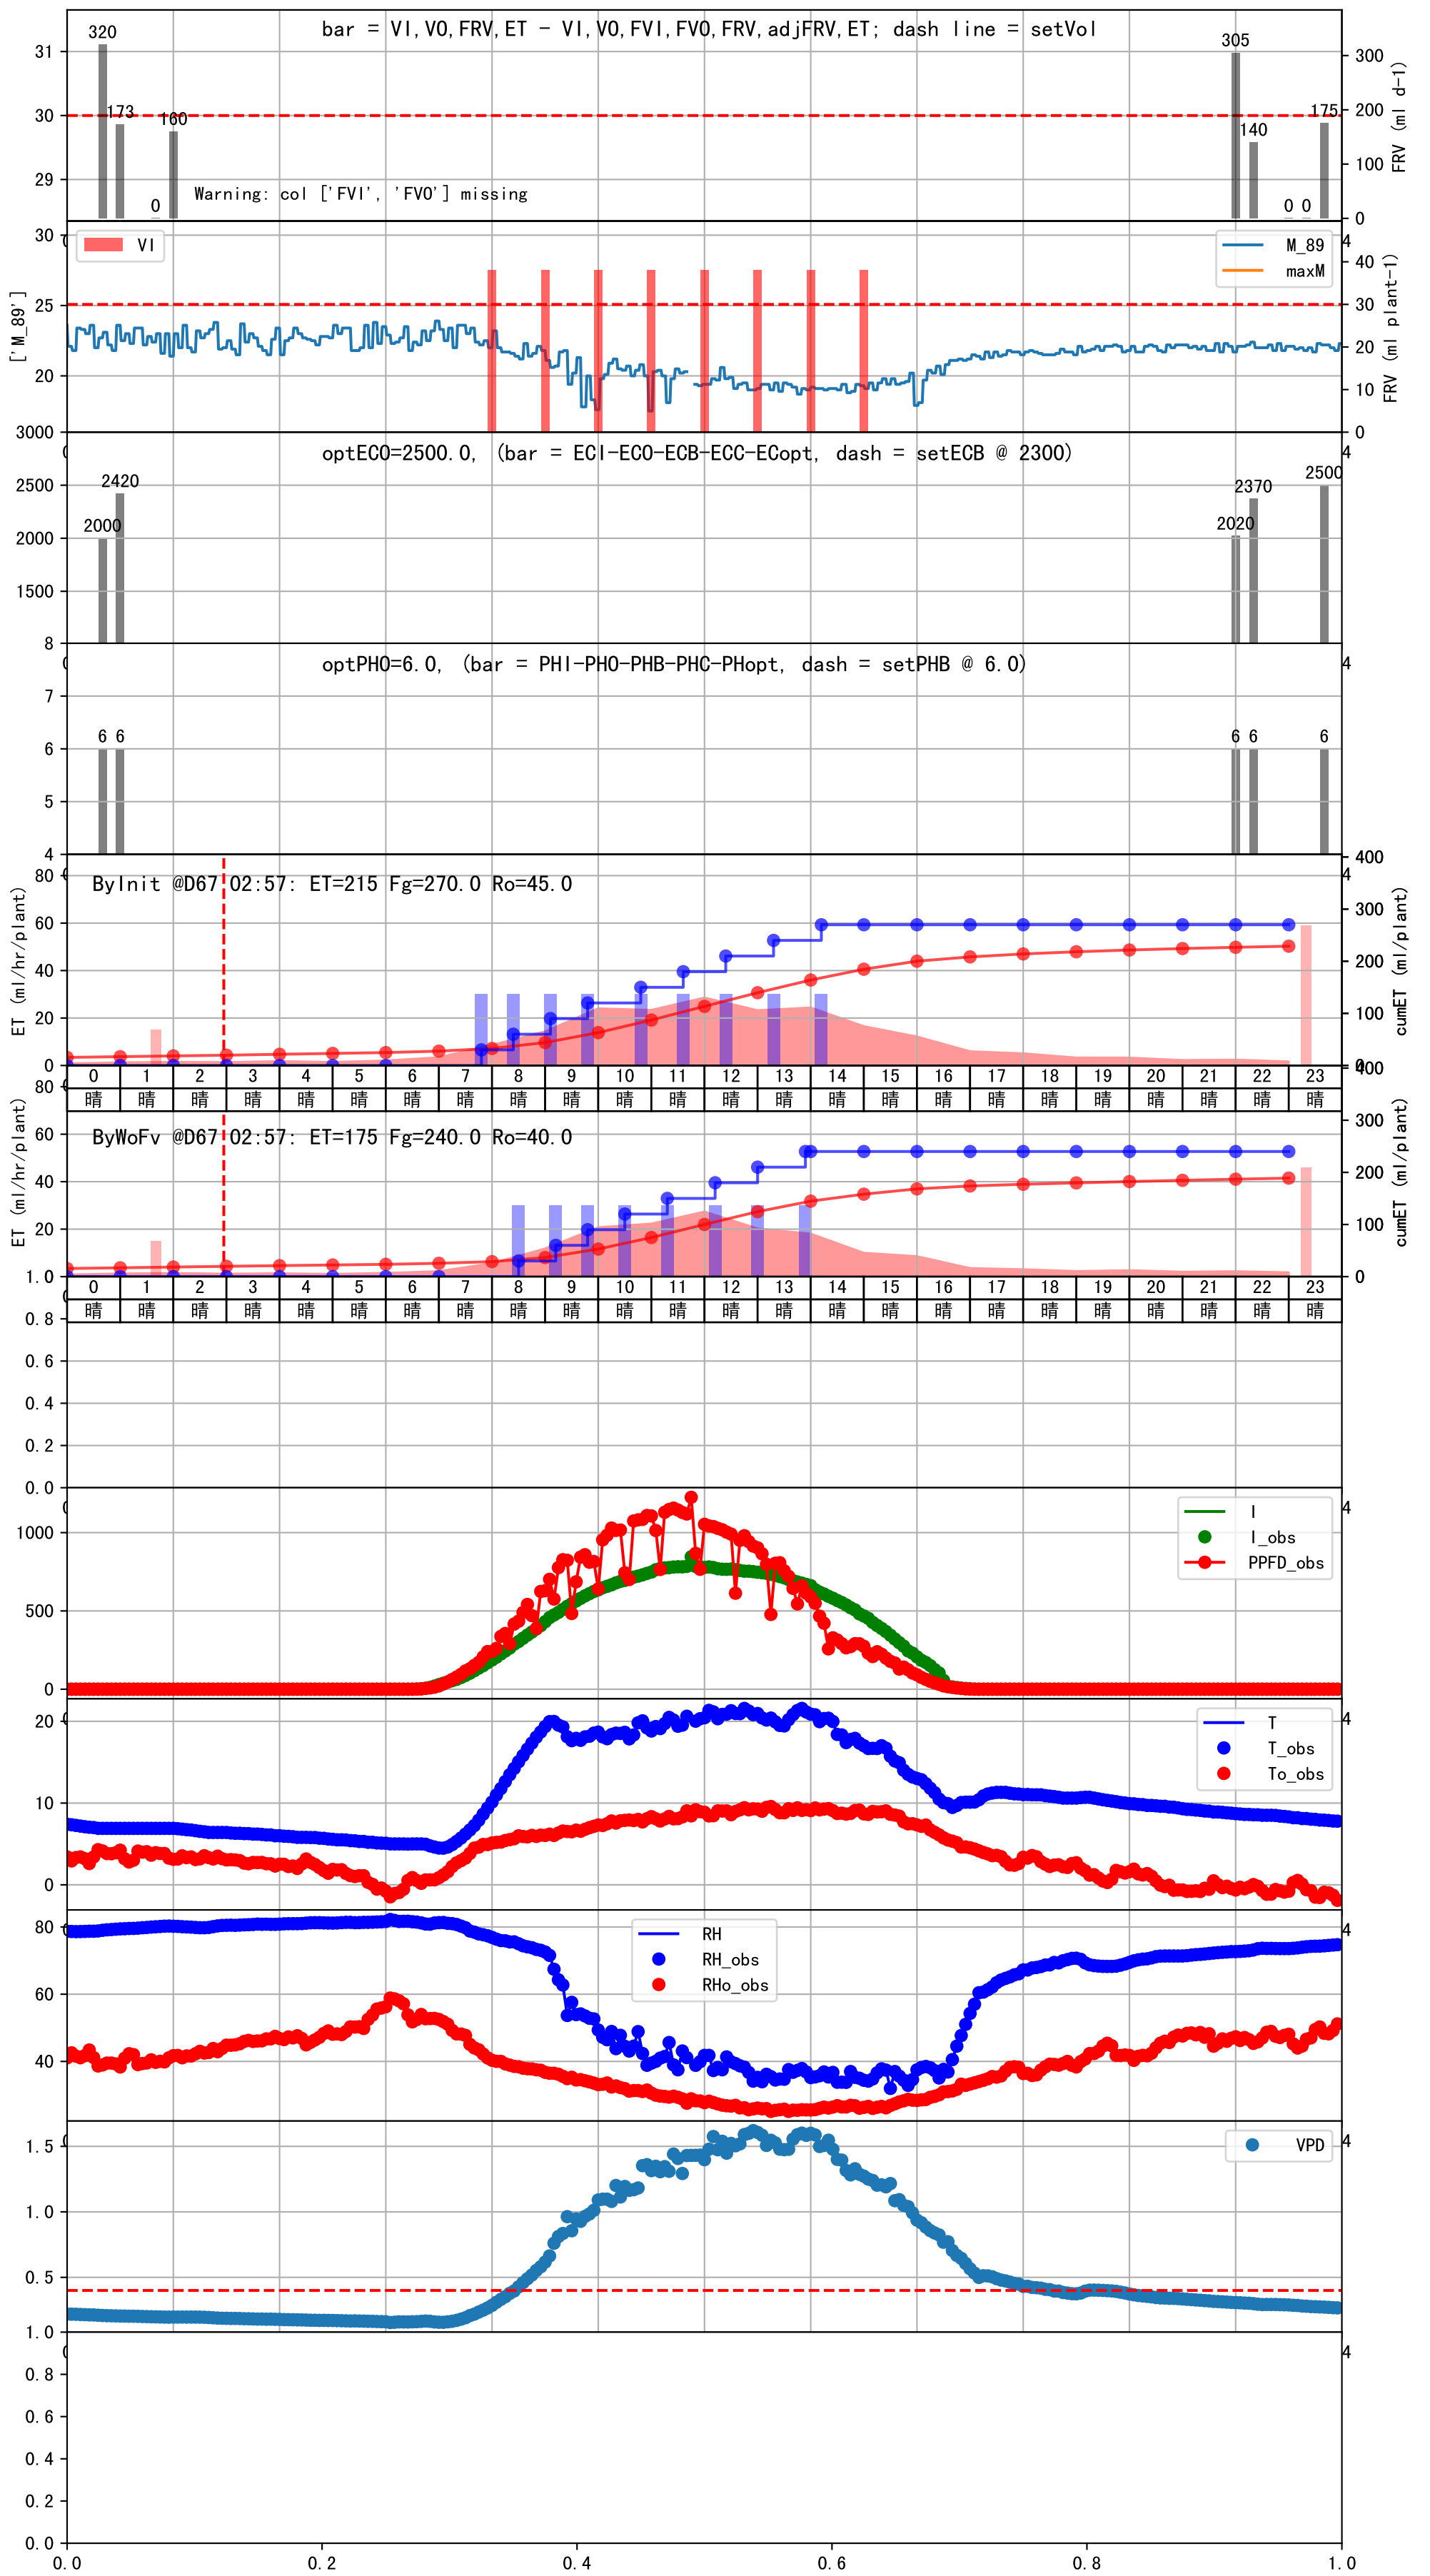 bar = VI,VO,FRV,ET - VI,VO,FVI,FVO,FRV,adjFRV,ET; dash line = setVol
320
173
0
160
305
140
0 0
175
Warning: col ['FVI', 'FVO'] missing
31
30
29
300
200
100
0
FRV (ml d-1)
VI
M_89
maxM
['M_89']
30
25
20
4
40
30
20
10
0
FRV (ml plant-1)
optECO=2500.0, (bar = ECI-ECO-ECB-ECC-ECopt, dash = setECB @ 2300)
3000
2500
2000
1500
2000
2420
2020
2370
2500
4
optPHO=6.0, (bar = PHI-PHO-PHB-PHC-PHopt, dash = setPHB @ 6.0)
8
7
6
5
4
6 6
6 6
6
4
ByInit @D67 02:57: ET=215 Fg=270.0 Ro=45.0
80
60
40
20
0
ET (ml/hr/plant)
400
4
300
200
100
cumET (ml/plant)
0 1 2 3 4 5 6 7 8 9 10 11 12 13 14 15 16 17 18 19 20 21 22 23
晴 晴 晴 晴 晴 晴 晴 晴 晴 晴 晴 晴 晴 晴 晴 晴 晴 晴 晴 晴 晴 晴 晴 晴
ByWoFv @D67 02:57: ET=175 Fg=240.0 Ro=40.0
80
60
40
20
ET (ml/hr/plant)
400
300
200
100
0
cumET (ml/plant)
0 1 2 3 4 5 6 7 8 9 10 11 12 13 14 15 16 17 18 19 20 21 22 23
晴 晴 晴 晴 晴 晴 晴 晴 晴 晴 晴 晴 晴 晴 晴 晴 晴 晴 晴 晴 晴 晴 晴 晴
1.0
0.8
0.6
0.4
0.2
0.0
I
I_obs
PPFD_obs
1000
500
0
4
T
T_obs
To_obs
20
10
0
4
RH
RH_obs
RHo_obs
80
60
40
4
VPD
1.5
1.0
0.5
4
1.0
0.8
0.6
0.4
0.2
0.0
4
0.0 0.2 0.4 0.6 0.8 1.0